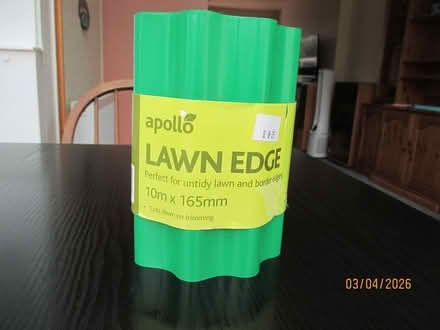 apollo
LAWN EDGE
Perfect for untidy lawn and border edges
10m x 165mm
03/04/2026